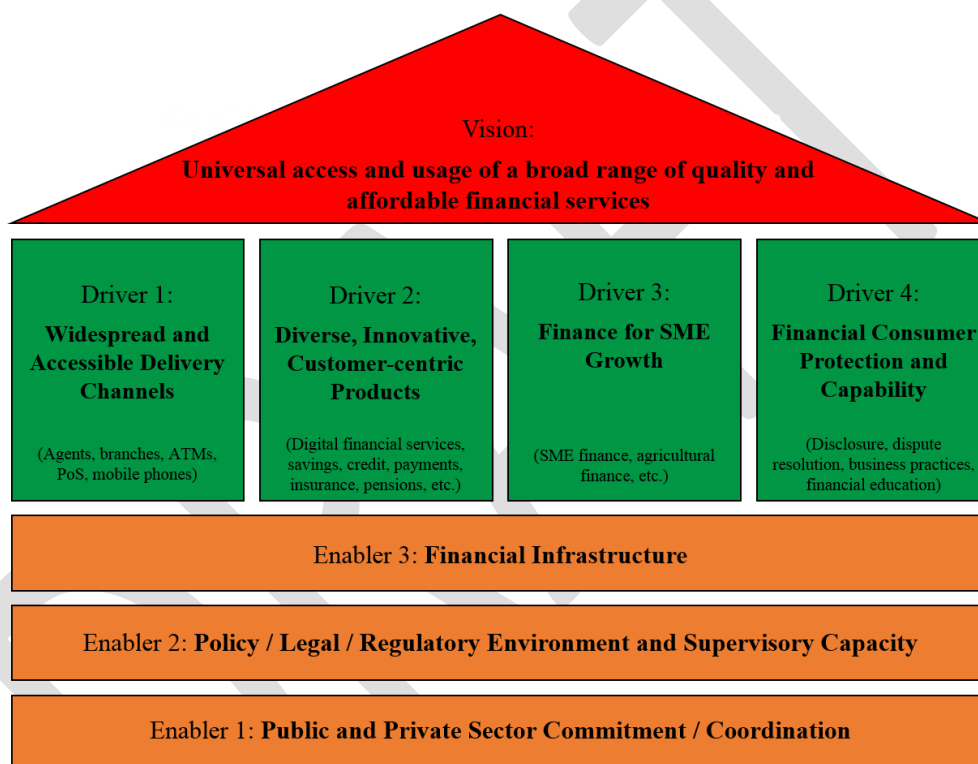 Vision:
Universal access and usage of a broad range of quality and
affordable financial services
Driver 1:
Widespread and
Accessible Delivery
Channels
(Agents, branches, ATMs,
PoS, mobile phones)
Driver 2:
Diverse, Innovative,
Customer-centric
Products
(Digital financial services,
savings, credit, payments,
insurance, pensions, etc.)
Driver 3:
Finance for SME
Growth
(SME finance, agricultural
finance, etc.)
Driver 4:
Financial Consumer
Protection and
Capability
(Disclosure, dispute
resolution, business practices,
financial education)
Enabler 3: Financial Infrastructure
Enabler 2: Policy / Legal / Regulatory Environment and Supervisory Capacity
Enabler 1: Public and Private Sector Commitment / Coordination